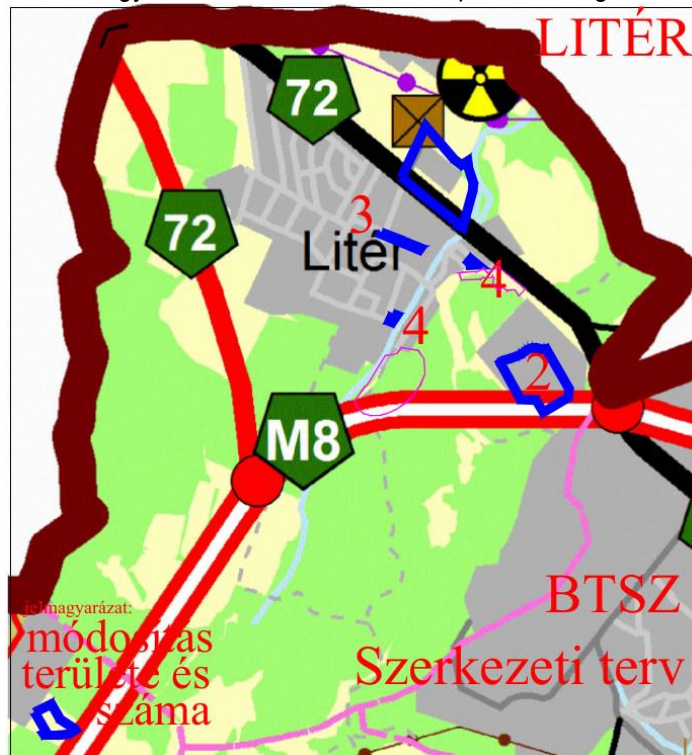 LITÉR
72
72
3
Litér
4
4
2
M8
BTSZ
Szerkezeti terv
jelmagyarázat:
módosítás
területe és
száma